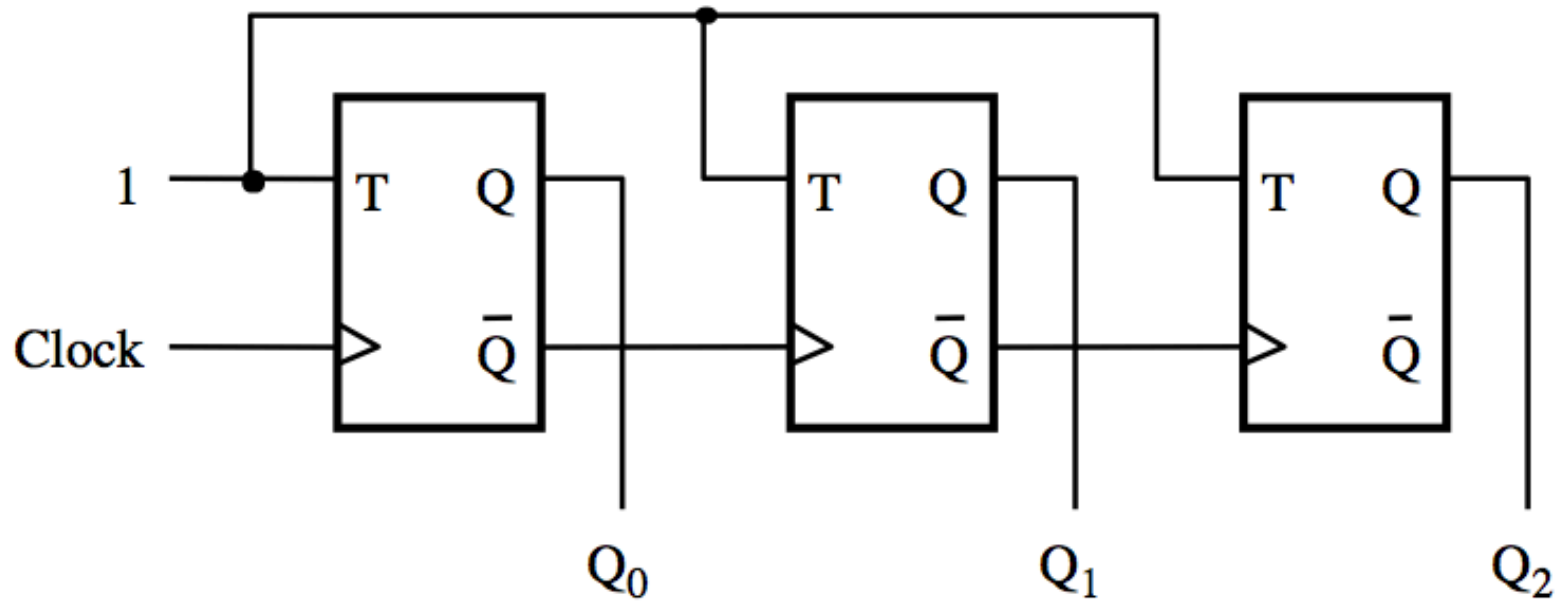 1 T Q T Q T Q
Clock Q̅ Q̅ Q̅
Q₀ Q₁ Q₂